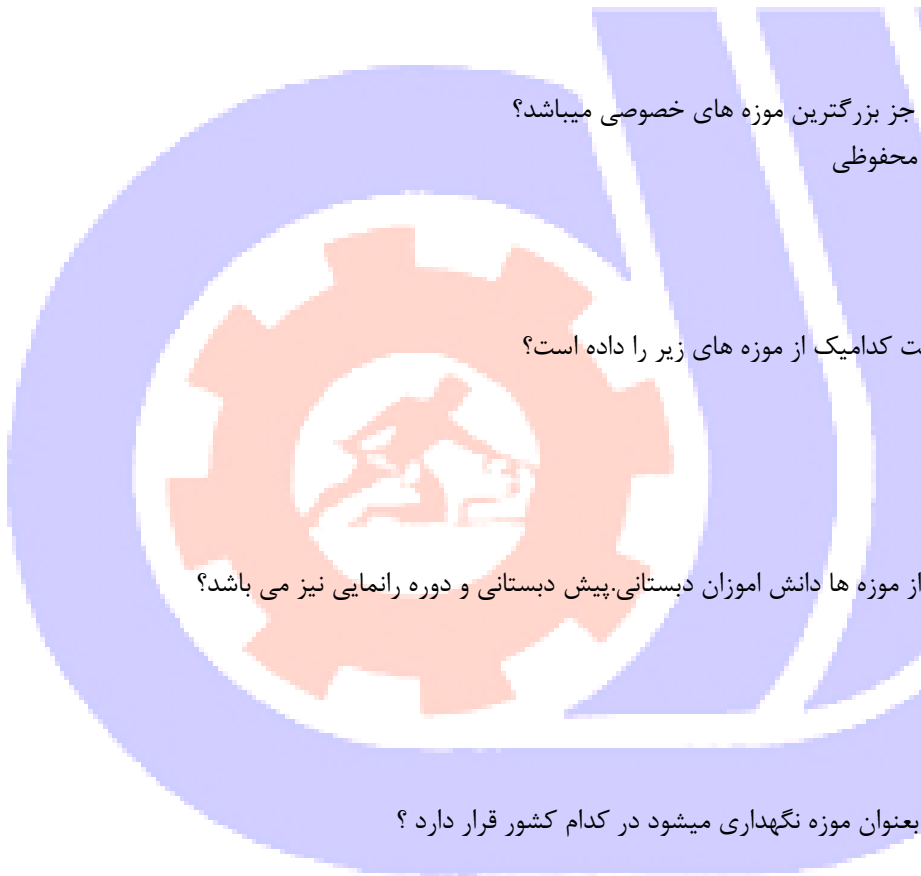 جز بزرگترین موزه های خصوصی میباشد؟
محفوظی
ت کدامیک از موزه های زیر را داده است؟
از موزه ها دانش اموزان دبستانی.پیش دبستانی و دوره رانمایی نیز می باشد؟
بعنوان موزه نگهداری میشود در کدام کشور قرار دارد ؟